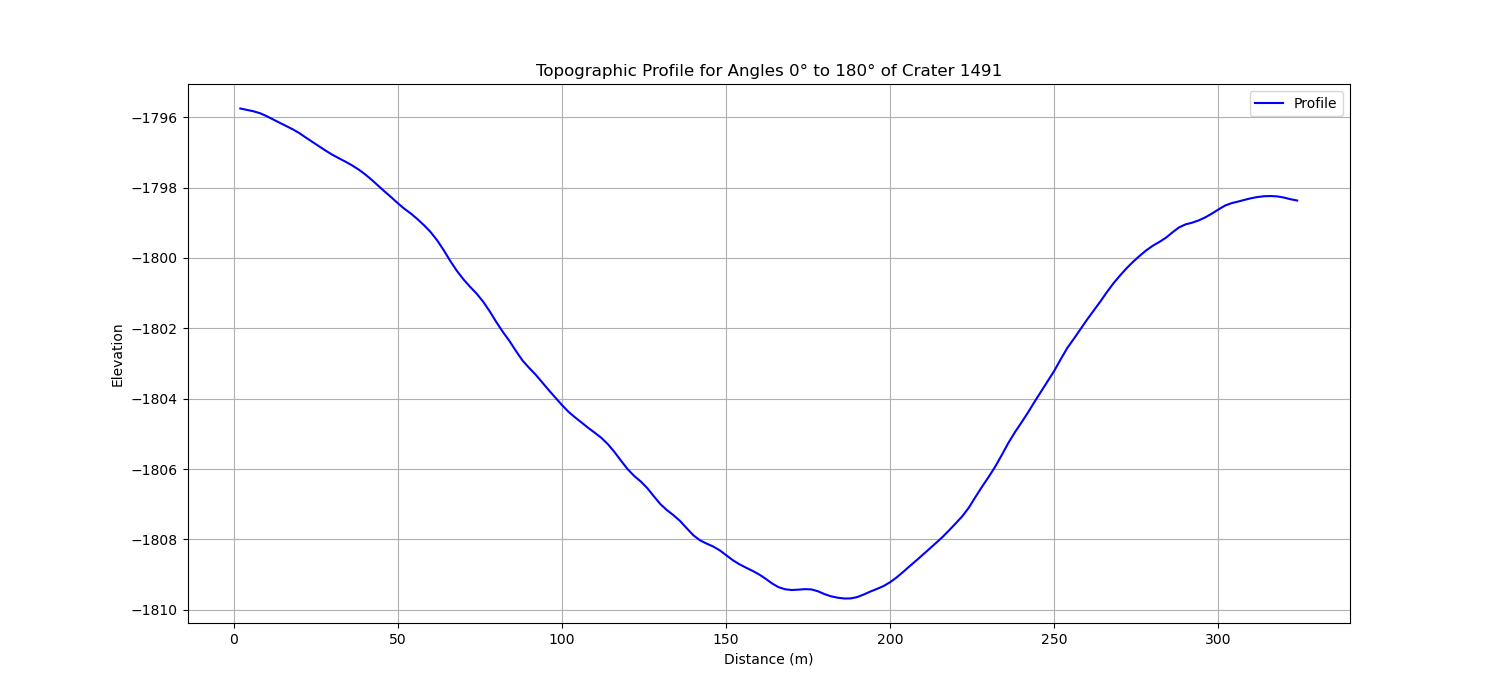 Topographic Profile for Angles 0° to 180° of Crater 1491
Profile
−1796
−1798
−1800
−1802
−1804
−1806
−1808
−1810
Elevation
0 50 100 150 200 250 300
Distance (m)